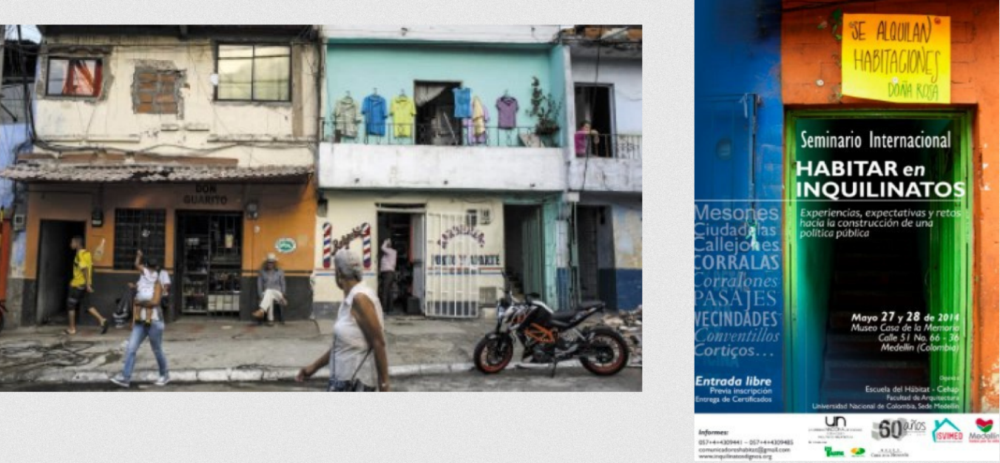 DON
GUARITO
SE ALQUILAN
HABITACIONES
DOÑA ROSA
Seminario Internacional
HABITAR en
INQUILINATOS
Experiencias, expectativas y retos
hacia la construcción de una
política pública
Mesones
Ciudadelas
Callejones
CORRALAS
Corralones
PASAJES
VECINDADES
Conventillos
Cortiços...
Mayo 27 y 28 de 2014
Museo Casa de la Memoria
Calle 51 No. 66 - 36
Medellín (Colombia)
Entrada libre
Previa inscripción
Entrega de Certificados
Escuela del Hábitat - Cehap
Facultad de Arquitectura
Universidad Nacional de Colombia, Sede Medellín
Informes:
057+4+4309441 - 057+4+4309485
comunicadoreshabitat@gmail.com
www.inquilinatosdignos.org
UN
60 años
ISVIMED
Medellín